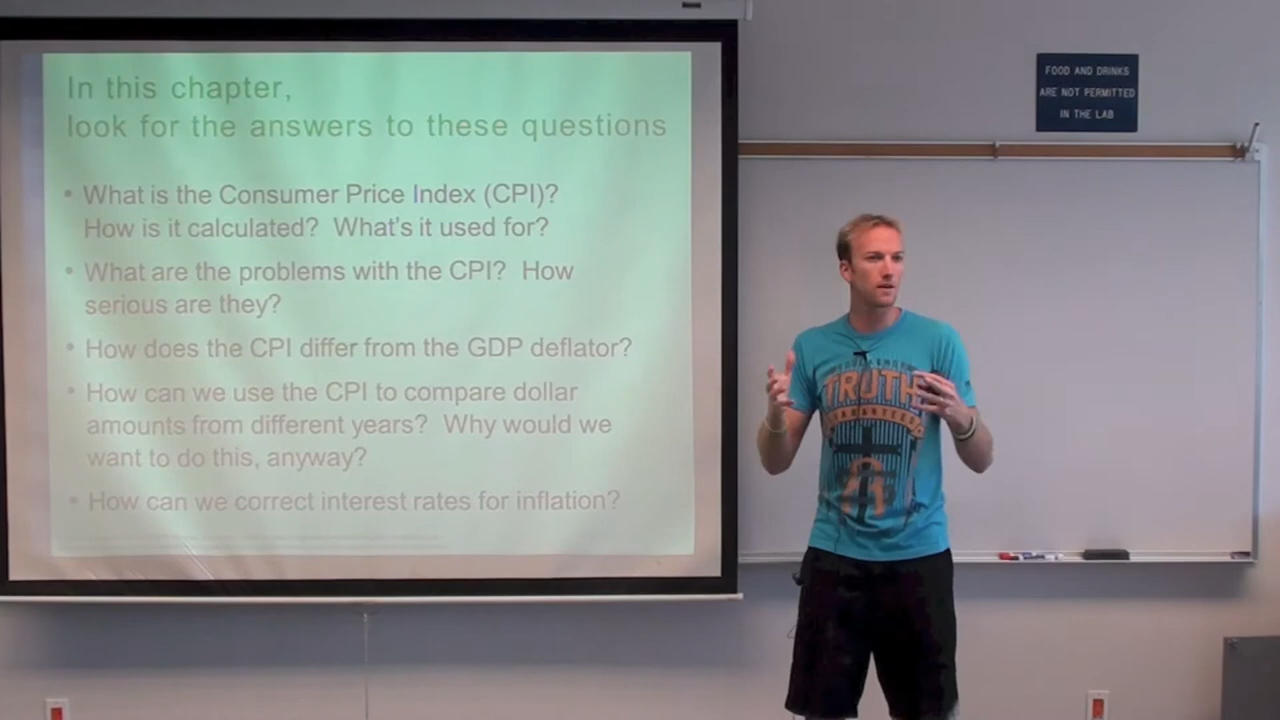 In this chapter,
look for the answers to these questions
• What is the Consumer Price Index (CPI)?
How is it calculated?  What's it used for?
• What are the problems with the CPI?  How
serious are they?
• How does the CPI differ from the GDP deflator?
• How can we use the CPI to compare dollar
amounts from different years?  Why would we
want to do this, anyway?
• How can we correct interest rates for inflation?
FOOD AND DRINKS
ARE NOT PERMITTED
IN THE LAB
TRUTH